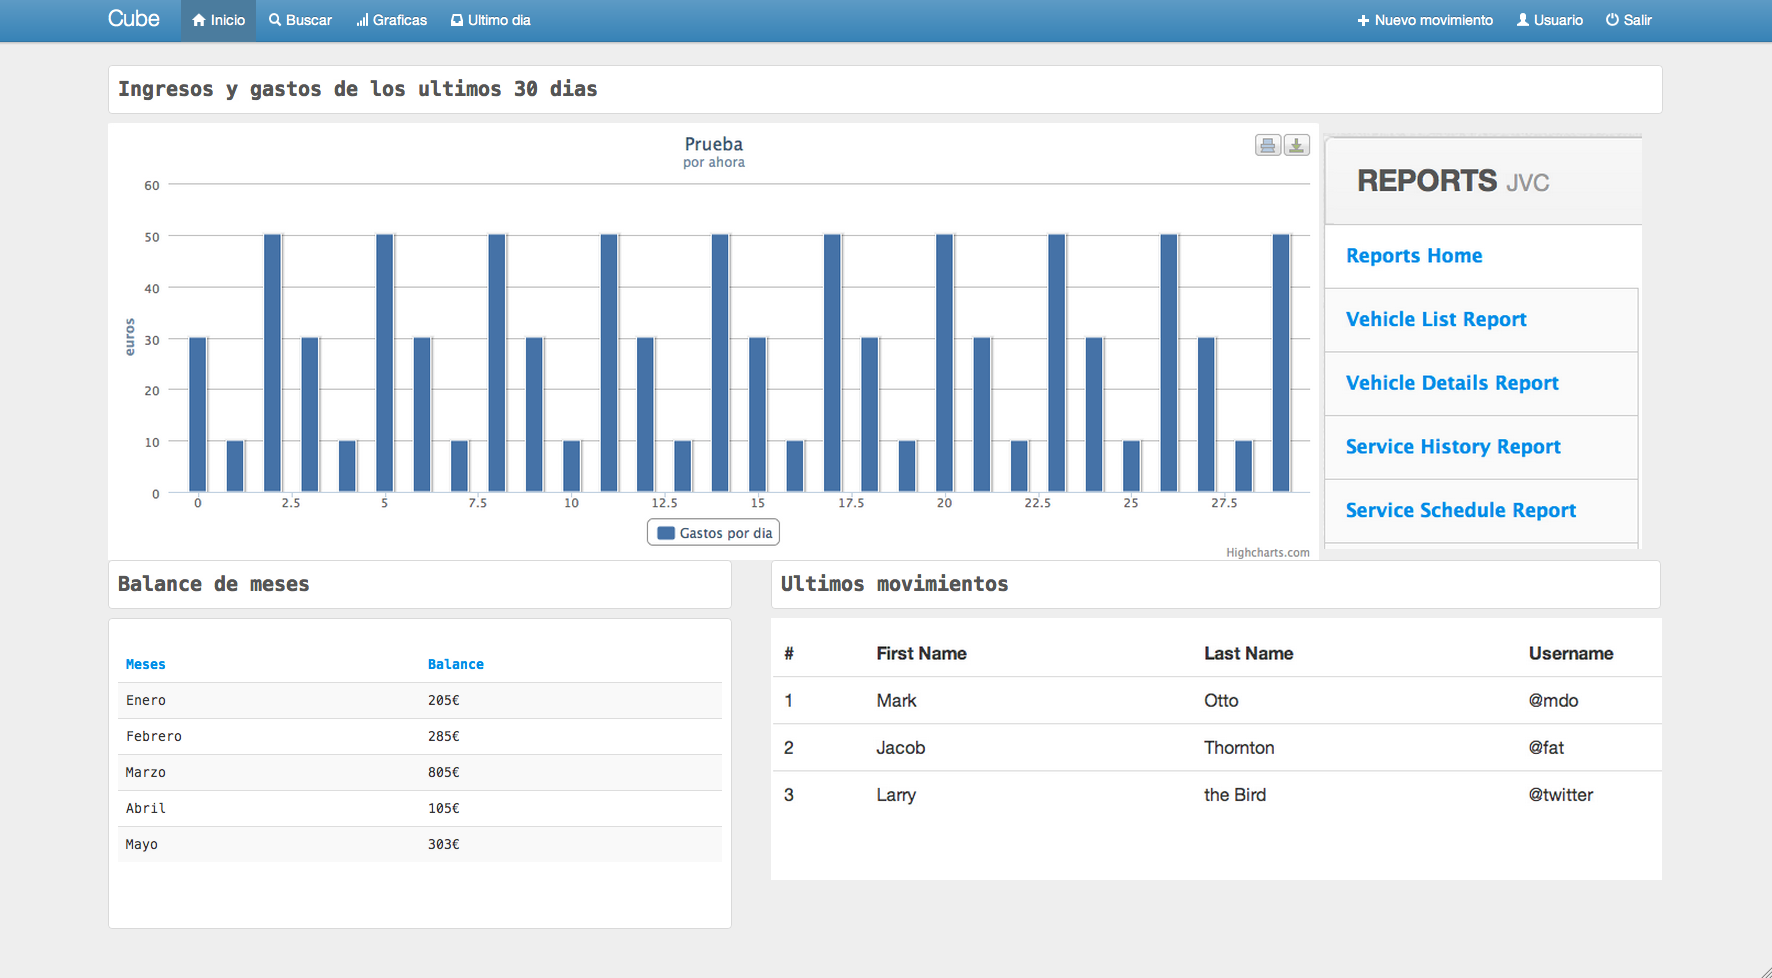 Cube Inicio Buscar Graficas Ultimo dia Nuevo movimiento Usuario Salir
Ingresos y gastos de los ultimos 30 dias
Prueba
por ahora
60
50
40
30
20
10
0
euros
0 2.5 5 7.5 10 12.5 15 17.5 20 22.5 25 27.5
Gastos por dia
Highcharts.com
REPORTS JVC
Reports Home
Vehicle List Report
Vehicle Details Report
Service History Report
Service Schedule Report
Balance de meses
Meses Balance
Enero 205€
Febrero 285€
Marzo 805€
Abril 105€
Mayo 303€
Ultimos movimientos
# First Name Last Name Username
1 Mark Otto @mdo
2 Jacob Thornton @fat
3 Larry the Bird @twitter